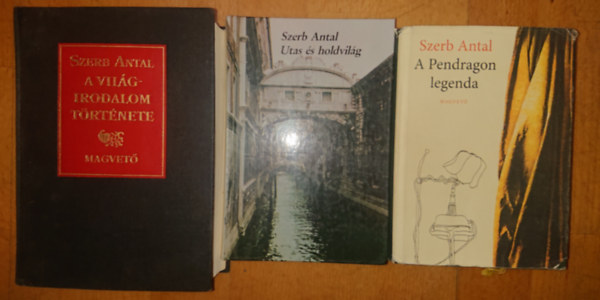 SZERB ANTAL
A VILÁG-
IRODALOM
TÖRTÉNETE
MAGVETŐ
Szerb Antal
Utas és holdvilág
Szerb Antal
A Pendragon
legenda
MAGVETŐ